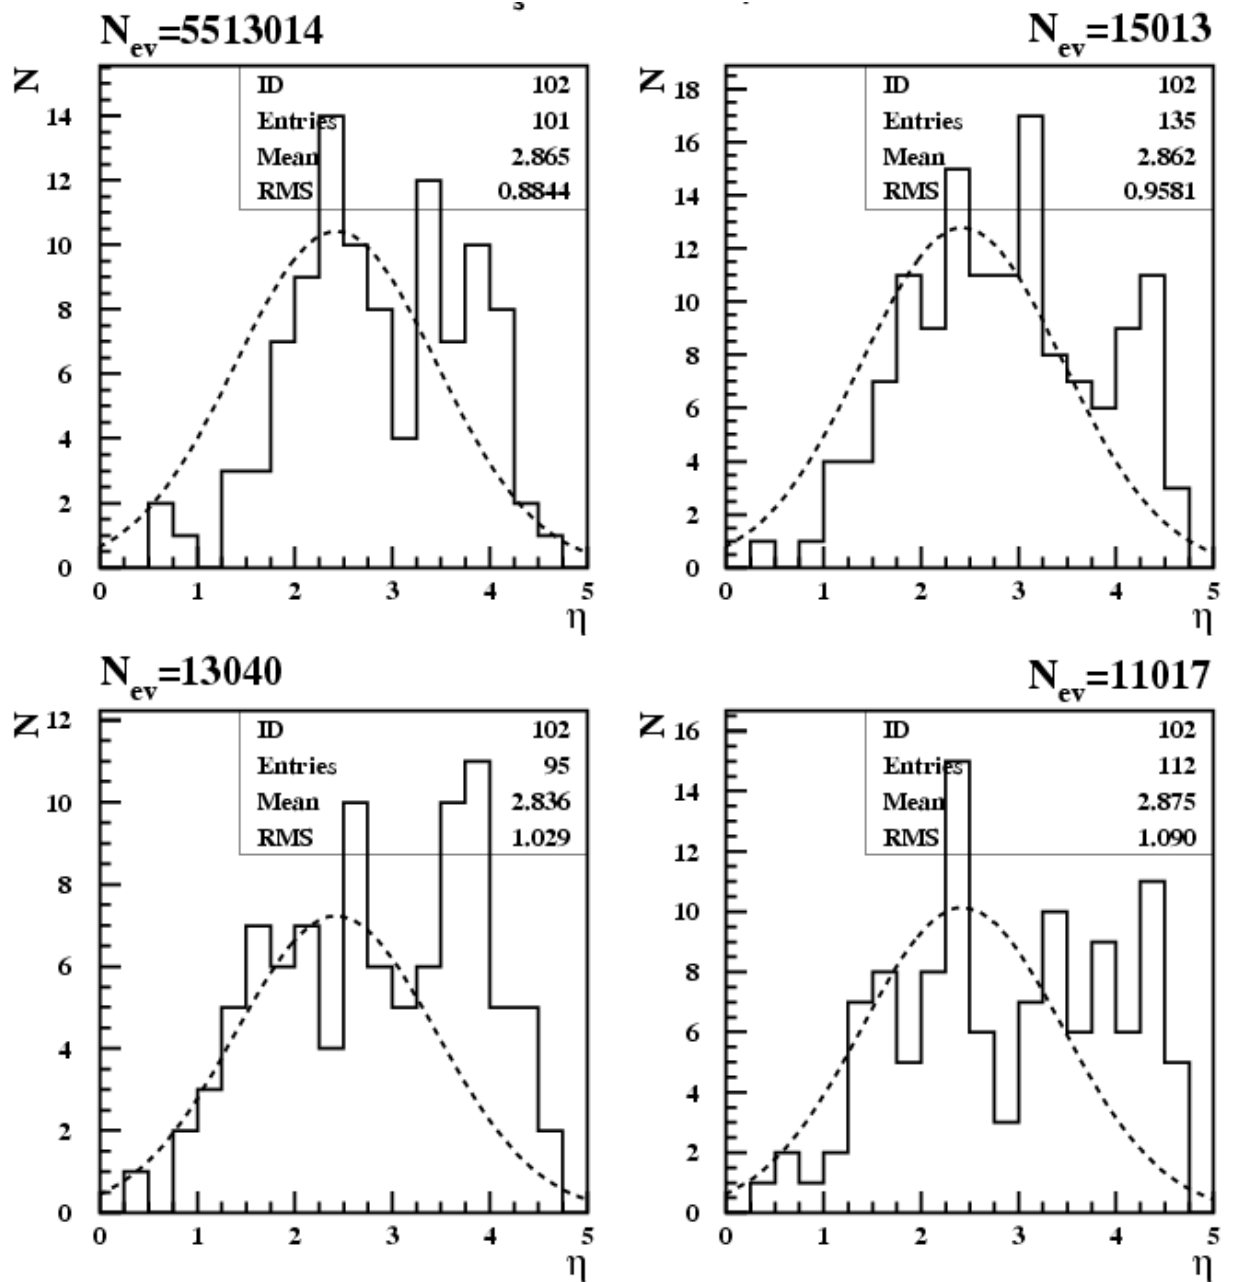 N_ev=5513014
N
ID 102
Entries 101
Mean 2.865
RMS 0.8844
14
12
10
8
6
4
2
0
0 1 2 3 4 5
η
N_ev=15013
N
ID 102
Entries 135
Mean 2.862
RMS 0.9581
18
16
14
12
10
8
6
4
2
0
0 1 2 3 4 5
η
N_ev=13040
N
ID 102
Entries 95
Mean 2.836
RMS 1.029
12
10
8
6
4
2
0
0 1 2 3 4 5
η
N_ev=11017
N
ID 102
Entries 112
Mean 2.875
RMS 1.090
16
14
12
10
8
6
4
2
0
0 1 2 3 4 5
η